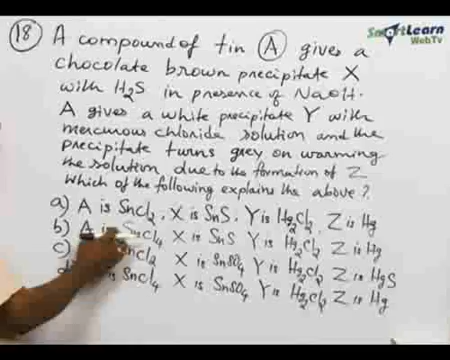 SmartLearn
WebTv
18 A compound of tin A gives a
chocolate brown precipitate X
with H2S in presence of NaOH.
A gives a white precipitate Y with
mercurous chloride solution and the
precipitate turns grey on warming
the solution due to the formation of Z
Which of the following explains the above?
a) A is SnCl2, X is SnS, Y is Hg2Cl2, Z is Hg
b) A is SnCl4 X is SnS Y is Hg2Cl2 Z is Hg
c) SnCl2 X is SnSO4 Y is Hg2Cl2 Z is HgS
d) is SnCl4 X is SnSO4 Y is Hg2Cl2 Z is Hg